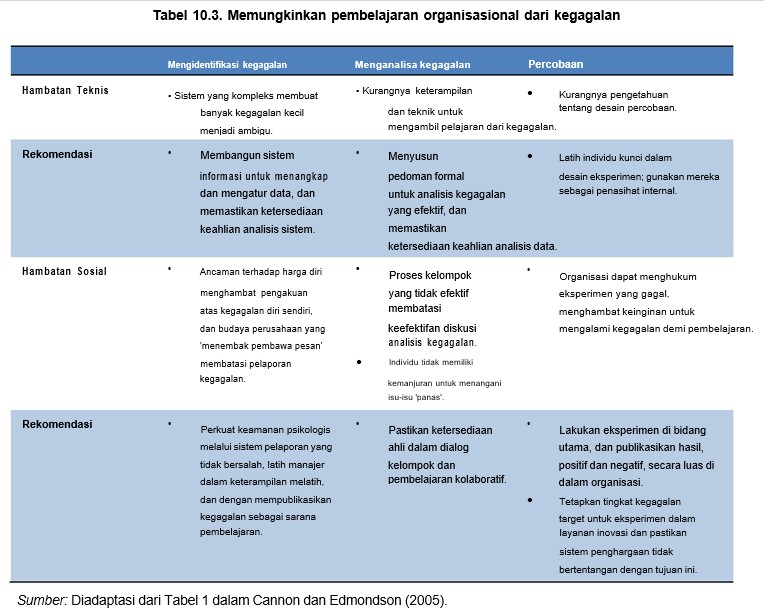 Tabel 10.3. Memungkinkan pembelajaran organisasional dari kegagalan
Mengidentifikasi kegagalan
Menganalisa kegagalan
Percobaan
Hambatan Teknis
• Sistem yang kompleks membuat
banyak kegagalan kecil
menjadi ambigu.
• Kurangnya keterampilan
dan teknik untuk
mengambil pelajaran dari kegagalan.
• Kurangnya pengetahuan
tentang desain percobaan.
Rekomendasi
• Membangun sistem
informasi untuk menangkap
dan mengatur data, dan
memastikan ketersediaan
keahlian analisis sistem.
• Menyusun
pedoman formal
untuk analisis kegagalan
yang efektif, dan
memastikan
ketersediaan keahlian analisis data.
• Latih individu kunci dalam
desain eksperimen; gunakan mereka
sebagai penasihat internal.
Hambatan Sosial
• Ancaman terhadap harga diri
menghambat pengakuan
atas kegagalan diri sendiri,
dan budaya perusahaan yang
'menembak pembawa pesan'
membatasi pelaporan
kegagalan.
• Proses kelompok
yang tidak efektif
membatasi
keefektifan diskusi
analisis kegagalan.
• Individu tidak memiliki
kemanjuran untuk menangani
isu-isu 'panas'.
• Organisasi dapat menghukum
eksperimen yang gagal,
menghambat keinginan untuk
mengalami kegagalan demi pembelajaran.
Rekomendasi
• Perkuat keamanan psikologis
melalui sistem pelaporan yang
tidak bersalah, latih manajer
dalam keterampilan melatih,
dan dengan mempublikasikan
kegagalan sebagai sarana
pembelajaran.
• Pastikan ketersediaan
ahli dalam dialog
kelompok dan
pembelajaran kolaboratif.
• Lakukan eksperimen di bidang
utama, dan publikasikan hasil,
positif dan negatif, secara luas di
dalam organisasi.
• Tetapkan tingkat kegagalan
target untuk eksperimen dalam
layanan inovasi dan pastikan
sistem penghargaan tidak
bertentangan dengan tujuan ini.
Sumber: Diadaptasi dari Tabel 1 dalam Cannon dan Edmondson (2005).